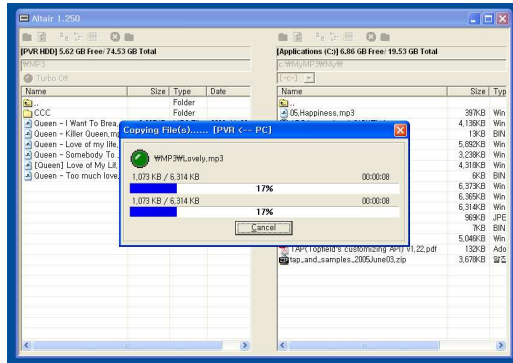 Altair 1.250
[PVR HDD] 5.62 GB Free/ 74.53 GB Total
[Applications (C:)] 6.86 GB Free/ 19.53 GB Total
₩MP3
c:₩MyMP3₩My₩
Turbo Off
[-c-]
Name Size Type Date
Name Size Typ
.. Folder
CCC Folder
Queen - I Want To Brea
Queen - Killer Queen,m
Queen - Love of my life,
Queen - Somebody To
[Queen] Love of My Lif,
Queen - Too much love
..
05,Happiness,mp3 397KB Win
4,136KB Win
13KB BIN
5,692KB Win
3,238KB Win
4,318KB Win
6KB BIN
6,373KB Win
6,365KB Win
6,314KB Win
969KB JPE
7KB BIN
5,046KB Win
TAP(Topfield's customizing API) v1,22,pdf 132KB Ado
tap_and_samples_2005June03,zip 3,678KB 알집
Copying File(s)...... [PVR <-- PC]
₩MP3₩Lovely,mp3
1,073 KB / 6,314 KB 00:00:08
17%
1,073 KB / 6,314 KB 00:00:08
17%
Cancel